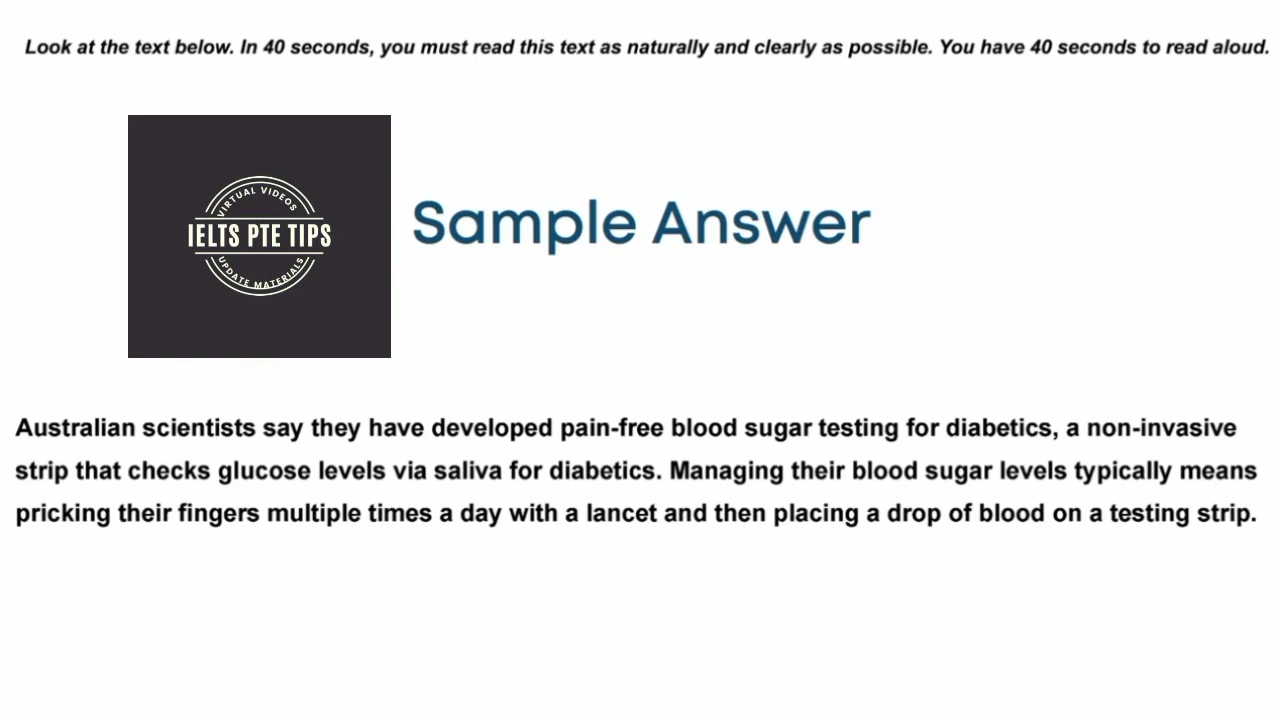 Look at the text below. In 40 seconds, you must read this text as naturally and clearly as possible. You have 40 seconds to read aloud.
VIRTUAL VIDEOS
IELTS PTE TIPS
UPDATE MATERIALS
Sample Answer
Australian scientists say they have developed pain-free blood sugar testing for diabetics, a non-invasive
strip that checks glucose levels via saliva for diabetics. Managing their blood sugar levels typically means
pricking their fingers multiple times a day with a lancet and then placing a drop of blood on a testing strip.